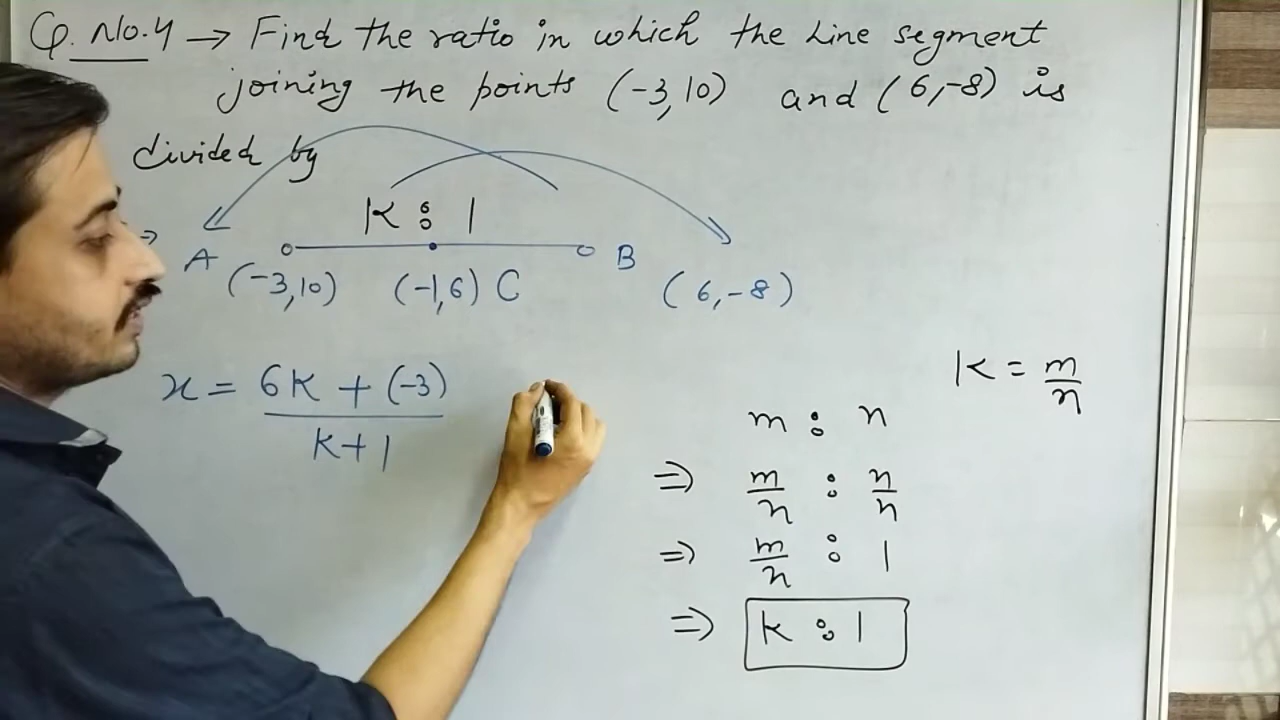 Q. No. 4 → Find the ratio in which the Line segment
joining the points (-3,10) and (6,-8) is
divided by
K : 1
A B
(-3,10) (-1,6) C (6,-8)
x = 6K + (-3)
K+1
K = m
n
m : n
⇒ m : n
n n
⇒ m : 1
n
⇒ K : 1